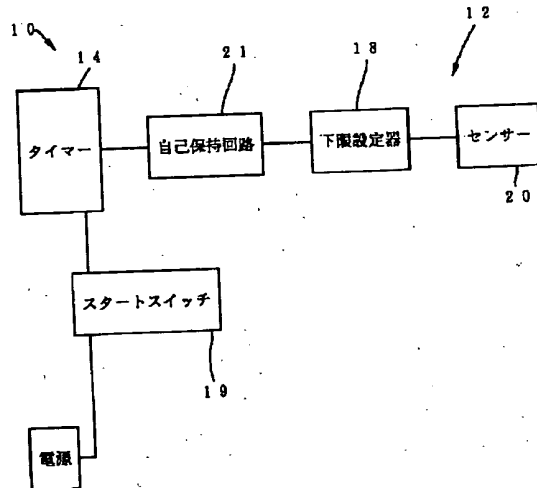 10
14
21
18
12
タイマー
自己保持回路
下限設定器
センサー
20
スタートスイッチ
19
電源